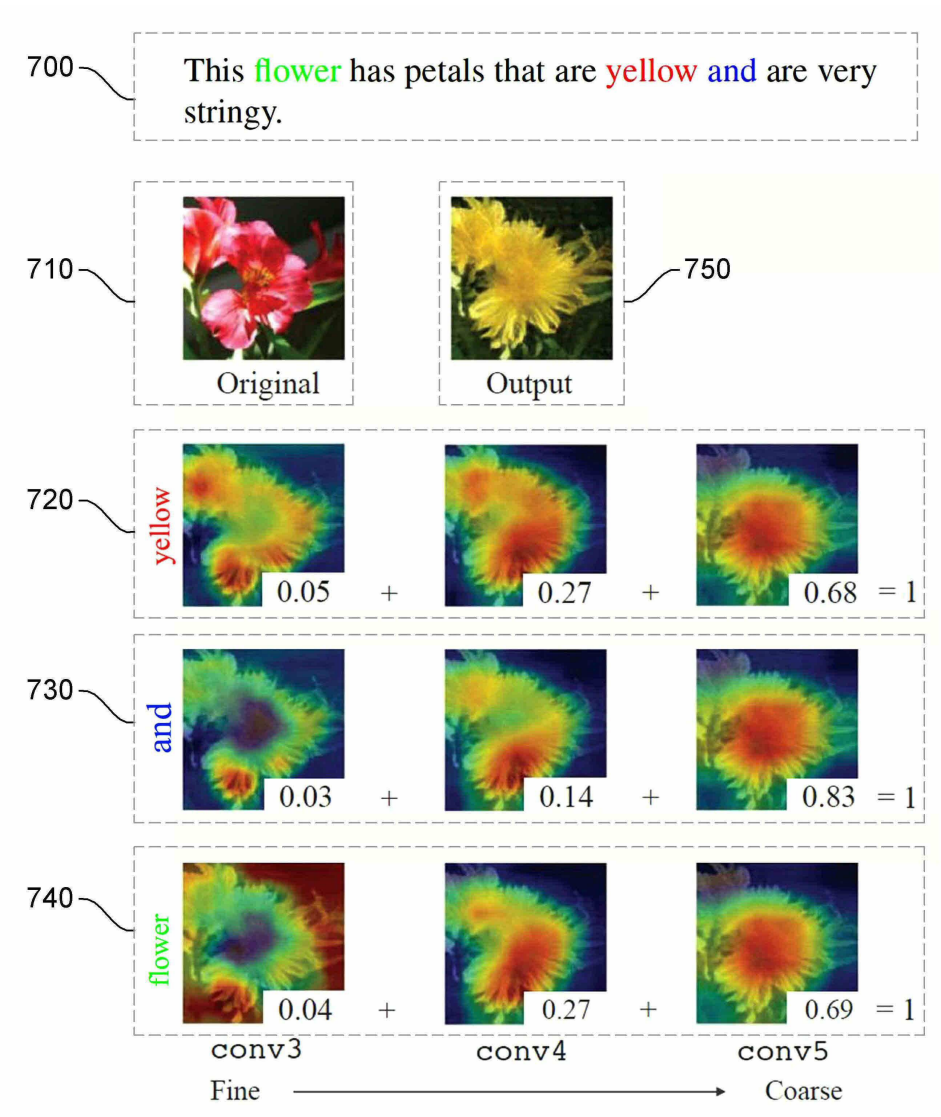 700
This flower has petals that are yellow and are very
stringy.
710
Original
Output
750
720
yellow
0.05 + 0.27 + 0.68 = 1
730
and
0.03 + 0.14 + 0.83 = 1
740
flower
0.04 + 0.27 + 0.69 = 1
conv3 conv4 conv5
Fine Coarse